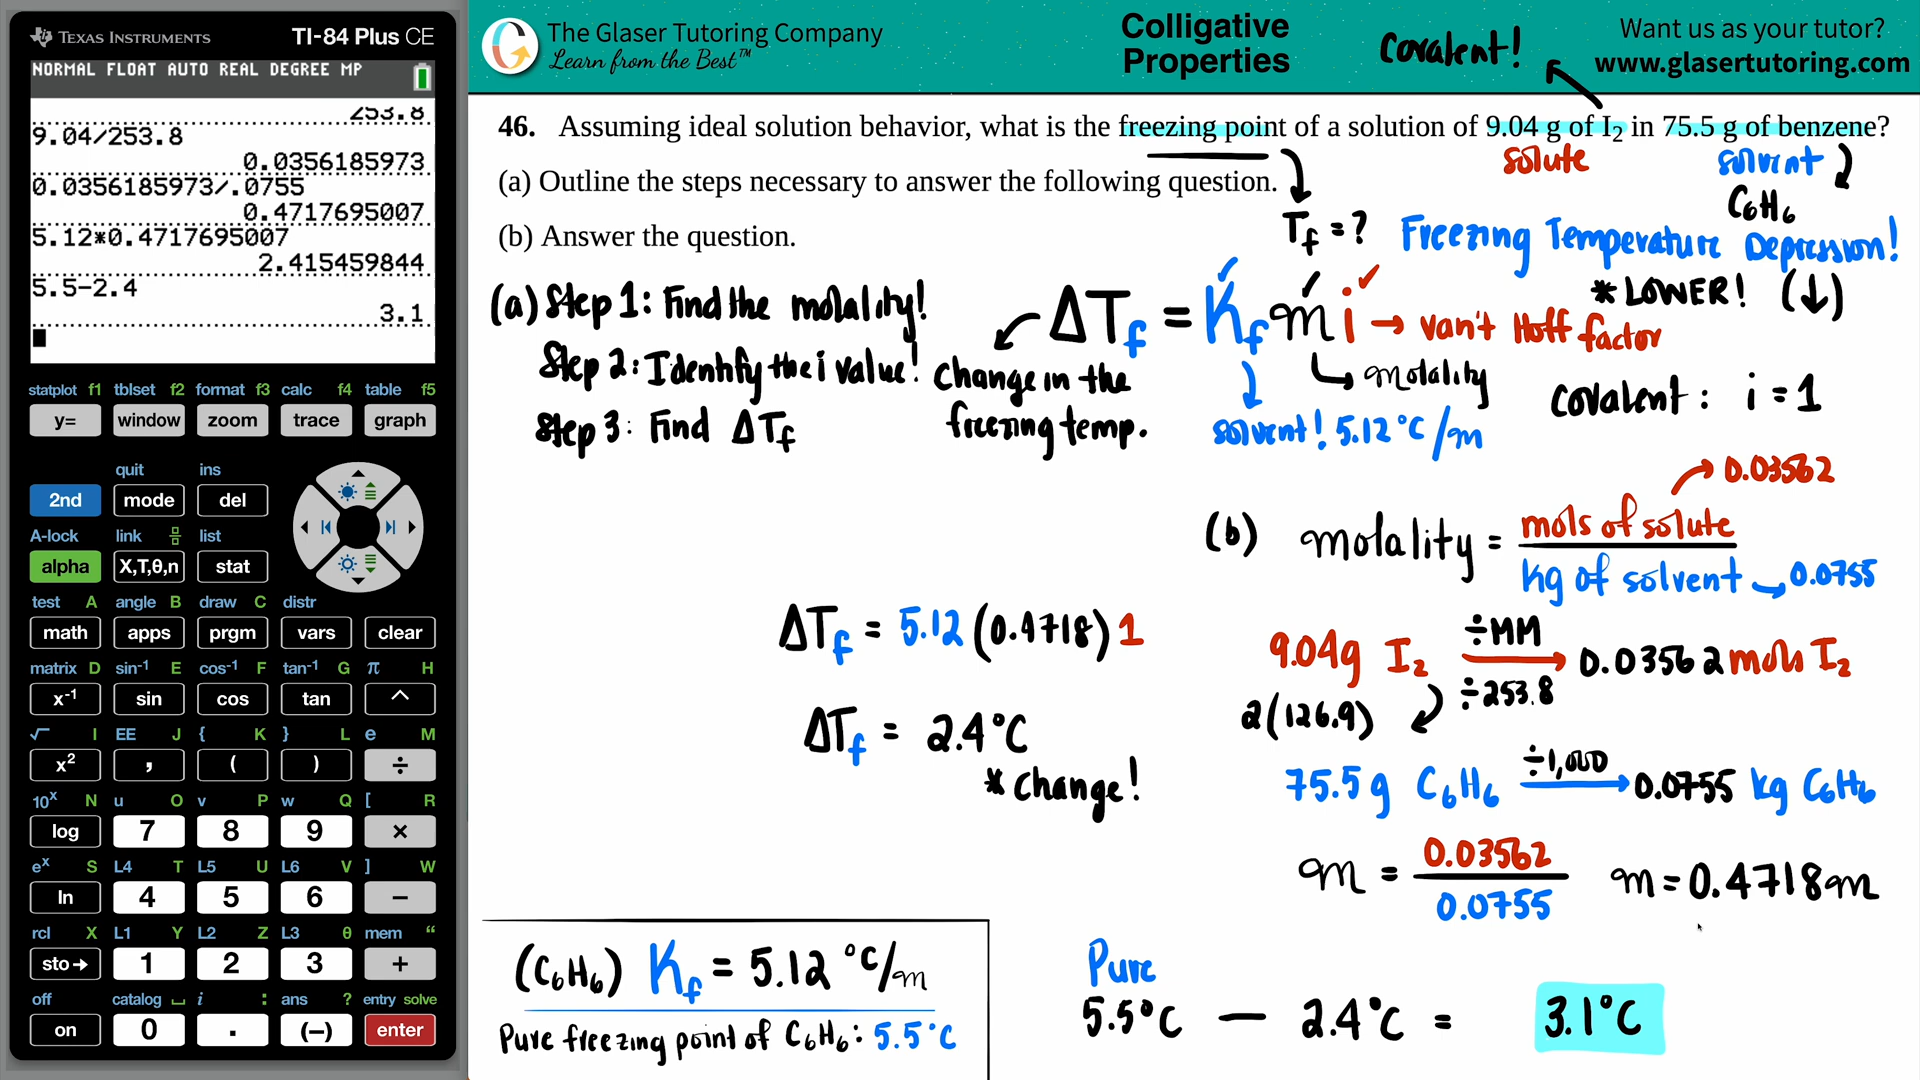 TEXAS INSTRUMENTS TI-84 Plus CE
NORMAL FLOAT AUTO REAL DEGREE MP
253.8
9.04/253.8
0.0356185973
0.0356185973/.0755
0.4717695007
5.12*0.4717695007
2.415459844
5.5-2.4
3.1
statplot f1 tblset f2 format f3 calc f4 table f5
y= window zoom trace graph
quit ins
2nd mode del
A-lock link list
alpha X,T,θ,n stat
test A angle B draw C distr
math apps prgm vars clear
matrix D sin⁻¹ E cos⁻¹ F tan⁻¹ G π H
x⁻¹ sin cos tan ^
√ I EE J { K } L e M
x² , ( ) ÷
10ˣ N u O v P w Q [ R
log 7 8 9 ×
eˣ S L4 T L5 U L6 V ] W
ln 4 5 6 −
rcl X L1 Y L2 Z L3 θ mem "
sto→ 1 2 3 +
off catalog ⎵ i : ans ? entry solve
on 0 . (−) enter
The Glaser Tutoring Company
Learn from the Best™
Colligative
Properties
Covalent!
Want us as your tutor?
www.glasertutoring.com
46. Assuming ideal solution behavior, what is the freezing point of a solution of 9.04 g of I₂ in 75.5 g of benzene?
solute
solvent
C₆H₆
(a) Outline the steps necessary to answer the following question.
(b) Answer the question.
Tf = ?
Freezing Temperature Depression!
* LOWER! (↓)
(a) Step 1: Find the molality!
Step 2: Identify the i value!
Step 3: Find ΔTf
ΔTf = Kf m i → van't Hoff factor
change in the
freezing temp.
molality
solvent! 5.12 °C/m
covalent: i = 1
(b) molality = mols of solute → 0.03562
kg of solvent → 0.0755
ΔTf = 5.12 (0.4718) 1
ΔTf = 2.4°C
* Change!
9.04g I₂ ÷MM → 0.03562 mols I₂
÷253.8
2(126.9)
75.5g C₆H₆ ÷1,000 → 0.0755 kg C₆H₆
m = 0.03562
0.0755
m = 0.4718m
(C₆H₆) Kf = 5.12 °C/m
Pure freezing point of C₆H₆: 5.5°C
Pure
5.5°C − 2.4°C = 3.1°C